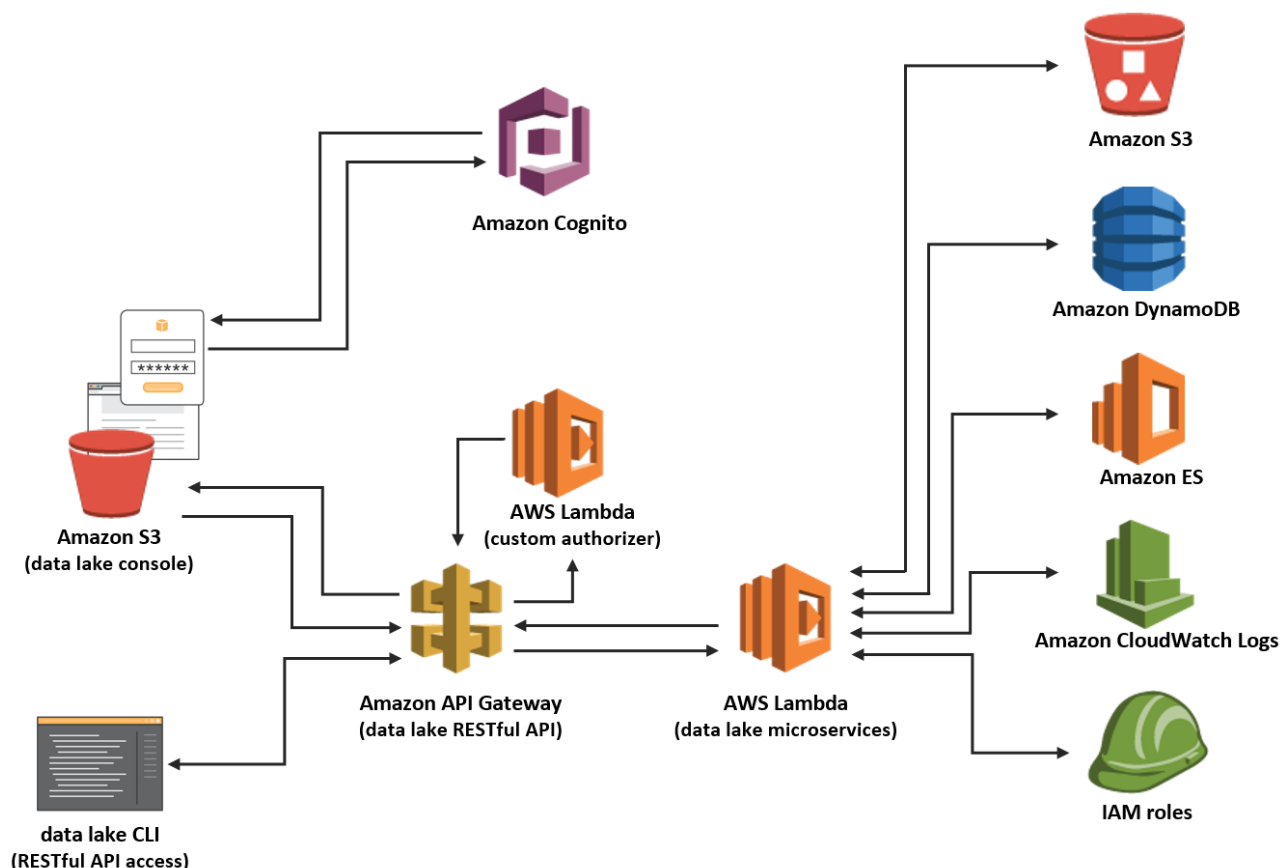 Amazon S3
Amazon Cognito
Amazon DynamoDB
******
Amazon ES
AWS Lambda
(custom authorizer)
Amazon S3
(data lake console)
Amazon CloudWatch Logs
Amazon API Gateway
(data lake RESTful API)
AWS Lambda
(data lake microservices)
IAM roles
data lake CLI
(RESTful API access)